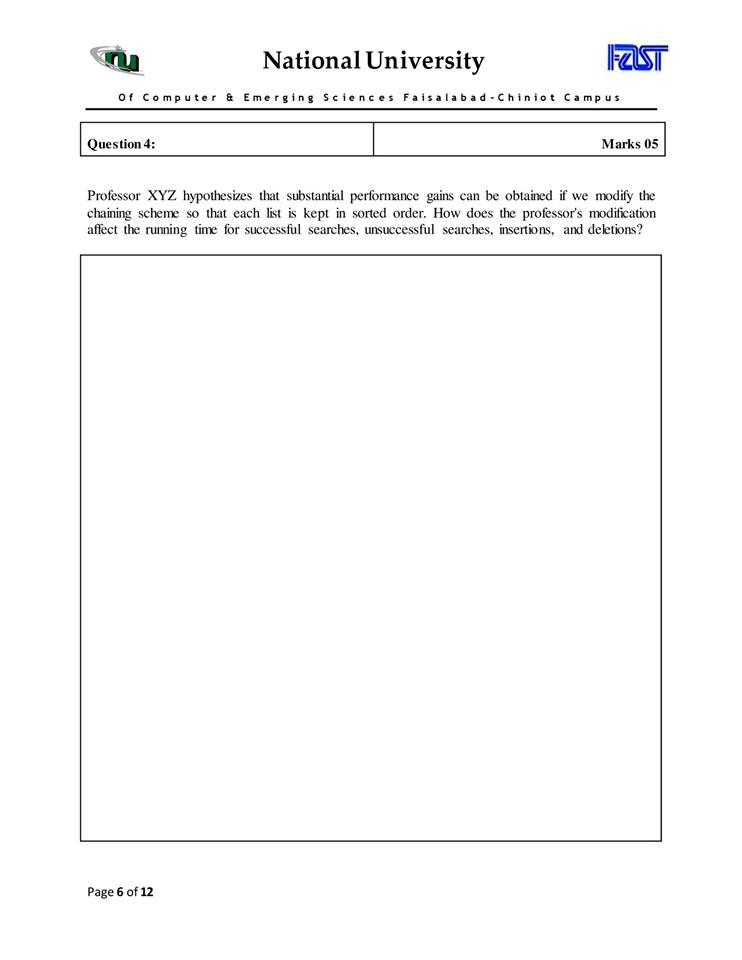 nu
National University
FAST
Of Computer & Emerging Sciences Faisalabad-Chiniot Campus
Question 4:
Marks 05
Professor XYZ hypothesizes that substantial performance gains can be obtained if we modify the
chaining scheme so that each list is kept in sorted order. How does the professor's modification
affect the running time for successful searches, unsuccessful searches, insertions, and deletions?
Page 6 of 12